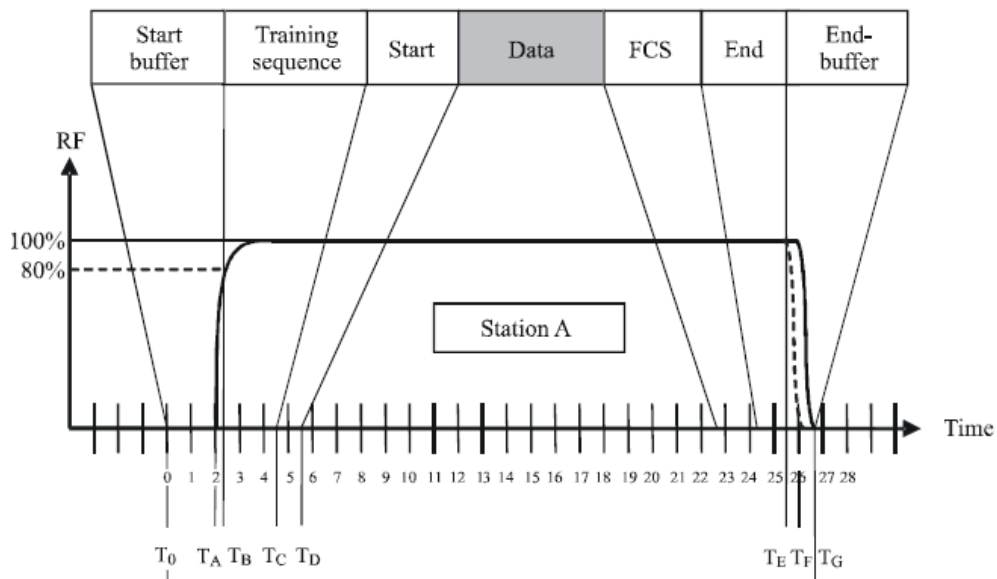 Start buffer
Training sequence
Start
Data
FCS
End
End-buffer
RF
100%
80%
Station A
Time
0 1 2 3 4 5 6 7 8 9 10 11 12 13 14 15 16 17 18 19 20 21 22 23 24 25 26 27 28
T0 TA TB TC TD TE TF TG